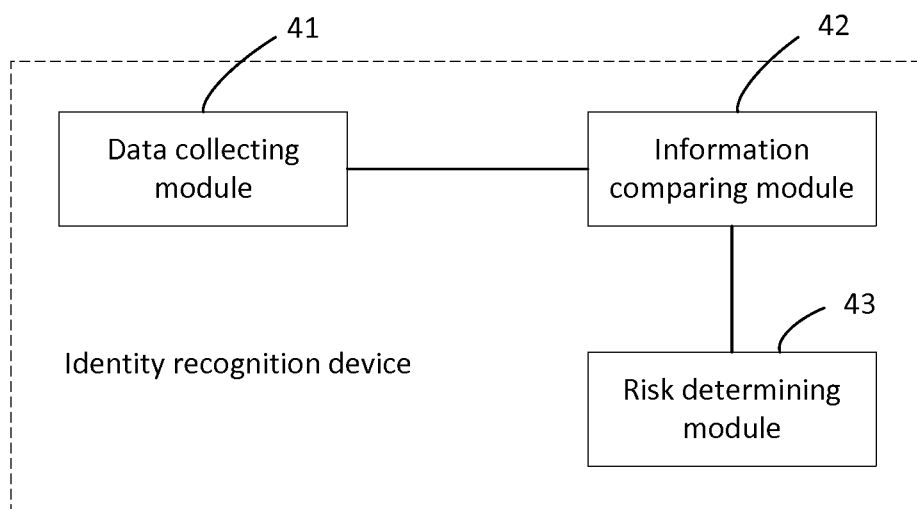 41
42
Data collecting
module
Information
comparing module
43
Identity recognition device
Risk determining
module